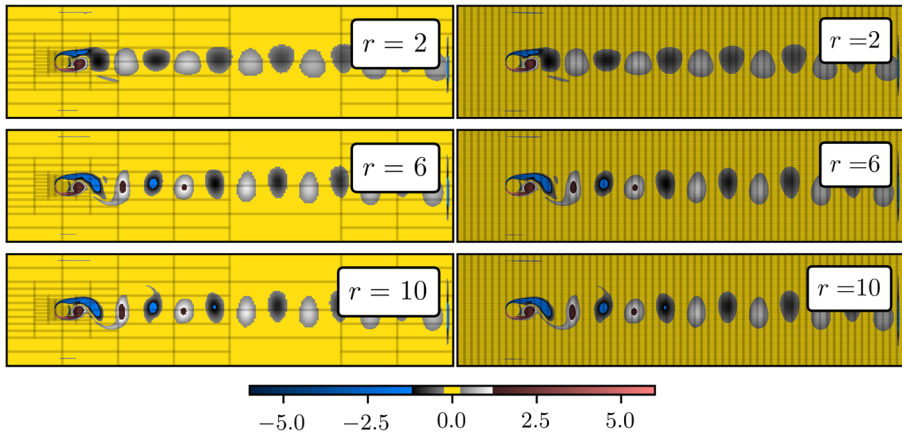 r = 2
r =2
r = 6
r =6
r = 10
r =10
−5.0 −2.5 0.0 2.5 5.0